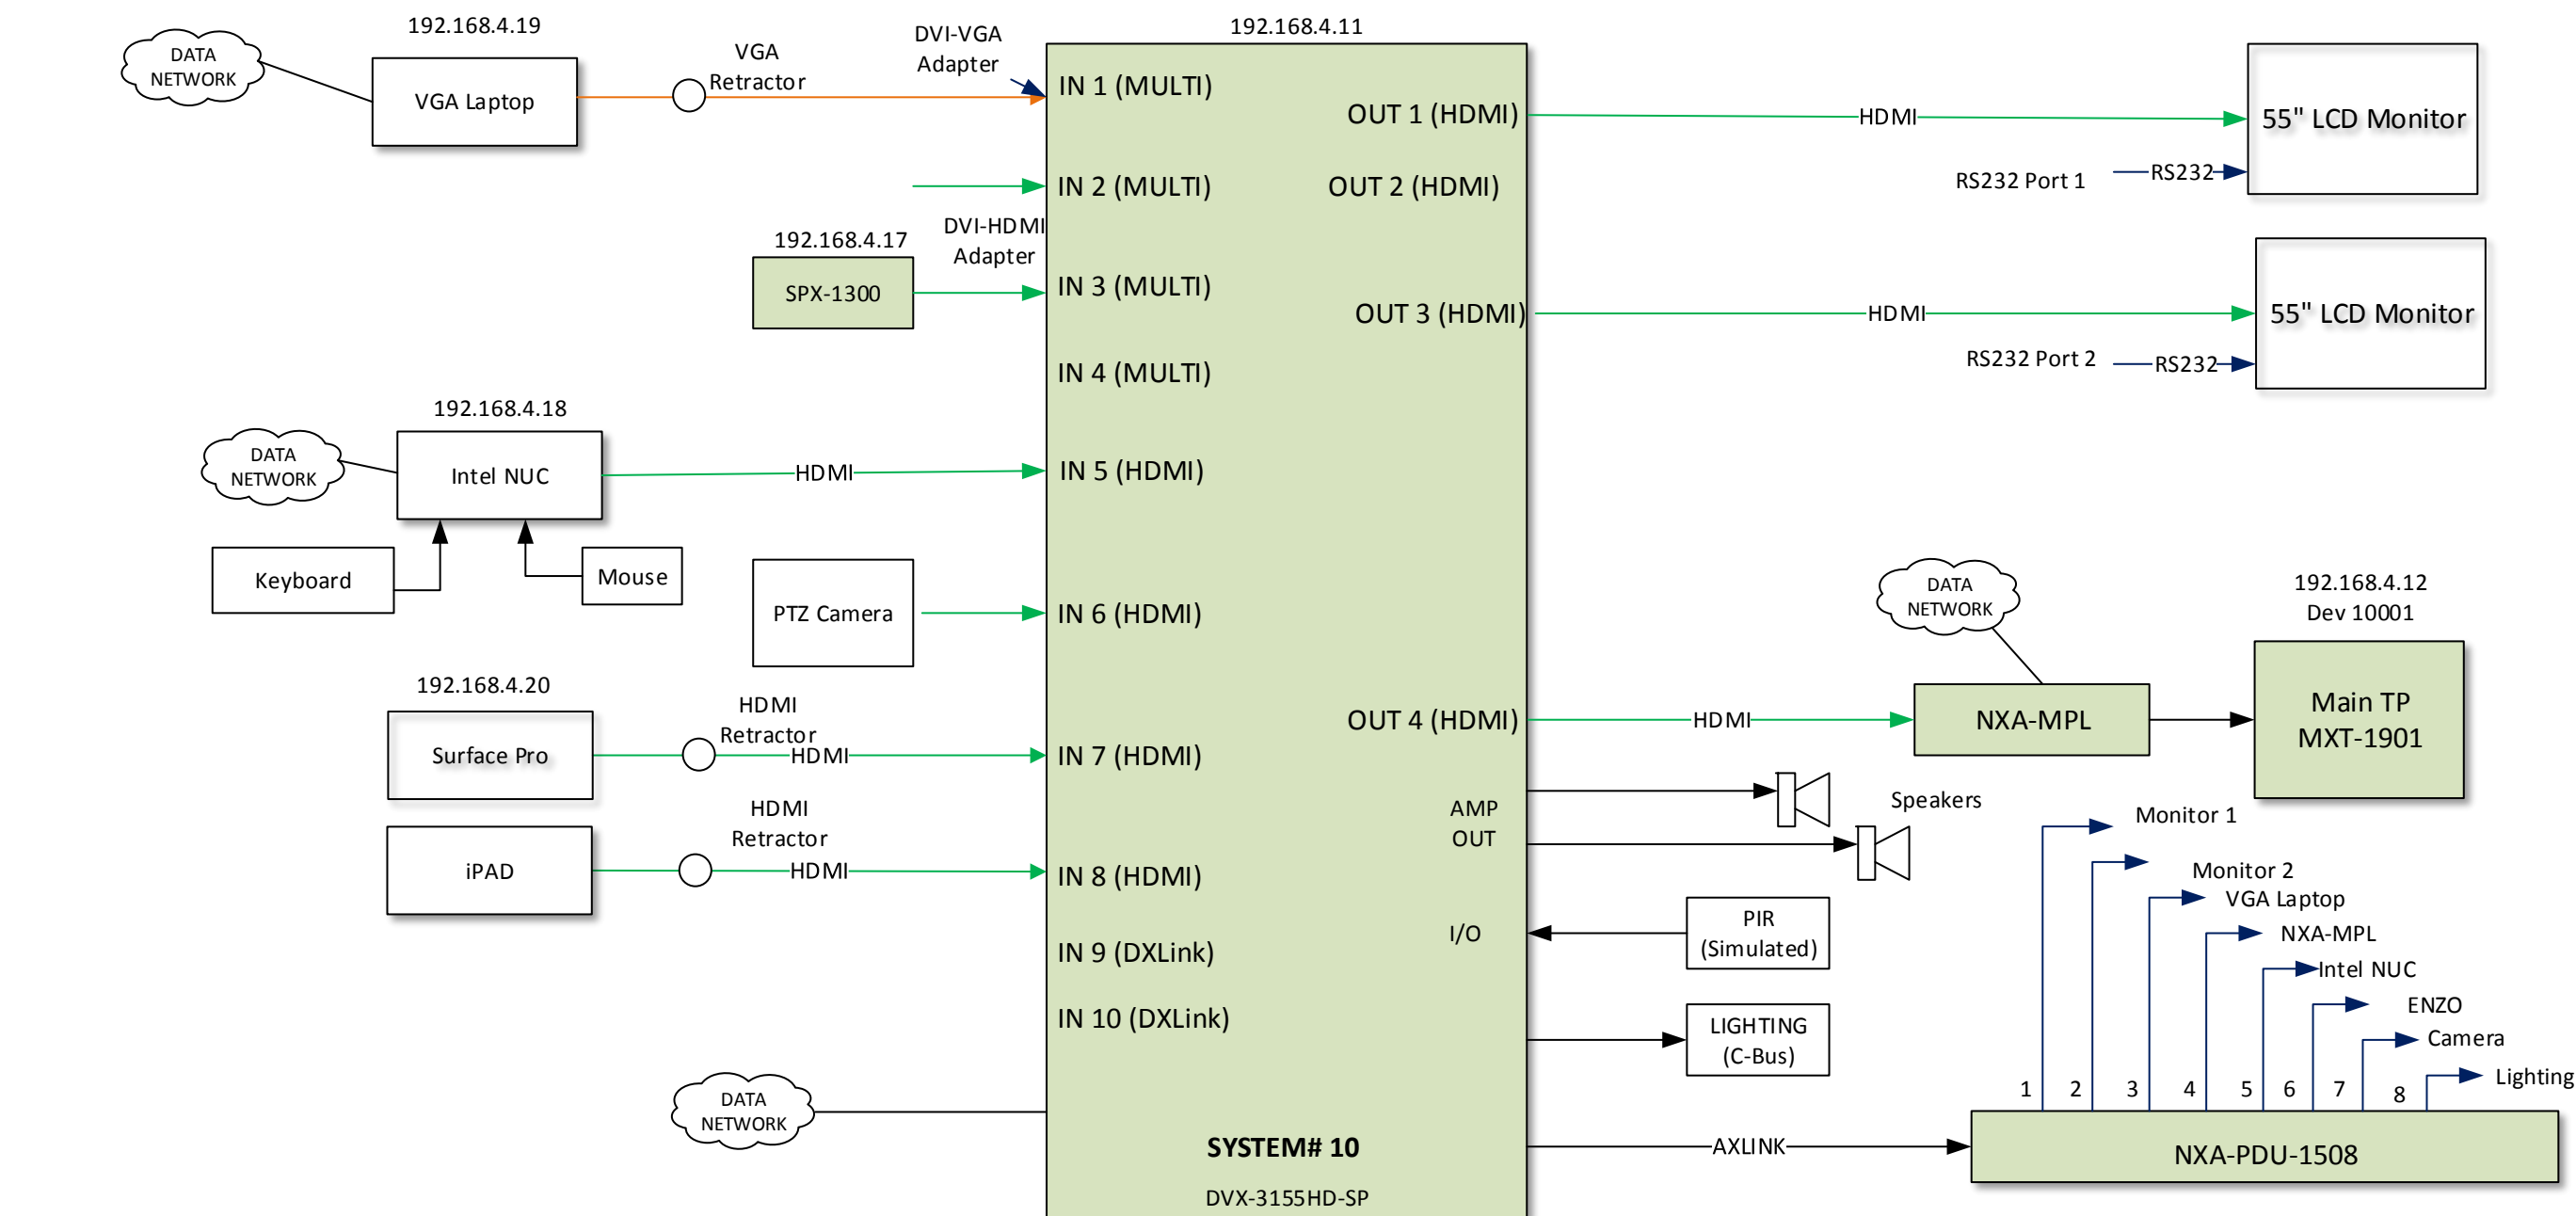 192.168.4.19
DATA
NETWORK
VGA Laptop
VGA
Retractor
DVI-VGA
Adapter
192.168.4.17
SPX-1300
DVI-HDMI
Adapter
192.168.4.18
DATA
NETWORK
Intel NUC
HDMI
Keyboard
Mouse
PTZ Camera
192.168.4.20
Surface Pro
HDMI
Retractor
HDMI
iPAD
HDMI
Retractor
HDMI
DATA
NETWORK
192.168.4.11
IN 1 (MULTI)
IN 2 (MULTI)
IN 3 (MULTI)
IN 4 (MULTI)
IN 5 (HDMI)
IN 6 (HDMI)
IN 7 (HDMI)
IN 8 (HDMI)
IN 9 (DXLink)
IN 10 (DXLink)
OUT 1 (HDMI)
OUT 2 (HDMI)
OUT 3 (HDMI)
OUT 4 (HDMI)
AMP
OUT
I/O
SYSTEM# 10
DVX-3155HD-SP
HDMI
55" LCD Monitor
RS232 Port 1
RS232
HDMI
55" LCD Monitor
RS232 Port 2
RS232
DATA
NETWORK
192.168.4.12
Dev 10001
HDMI
NXA-MPL
Main TP
MXT-1901
Speakers
PIR
(Simulated)
LIGHTING
(C-Bus)
AXLINK
Monitor 1
Monitor 2
VGA Laptop
NXA-MPL
Intel NUC
ENZO
Camera
Lighting
1
2
3
4
5
6
7
8
NXA-PDU-1508